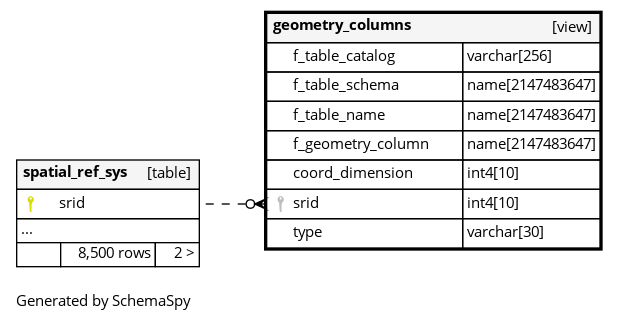 geometry_columns [view]
f_table_catalog varchar[256]
f_table_schema name[2147483647]
f_table_name name[2147483647]
f_geometry_column name[2147483647]
coord_dimension int4[10]
srid int4[10]
type varchar[30]
spatial_ref_sys [table]
srid
...
8,500 rows 2 >
Generated by SchemaSpy